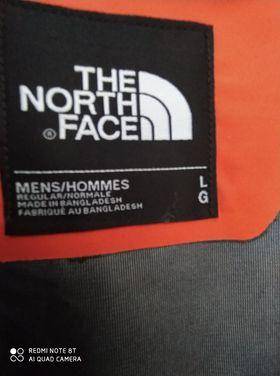 THE
NORTH
FACE
®
MENS/HOMMES
REGULAR/NORMALE
MADE IN BANGLADESH
FABRIQUÉ AU BANGLADESH
L
G
REDMI NOTE 8T
AI QUAD CAMERA